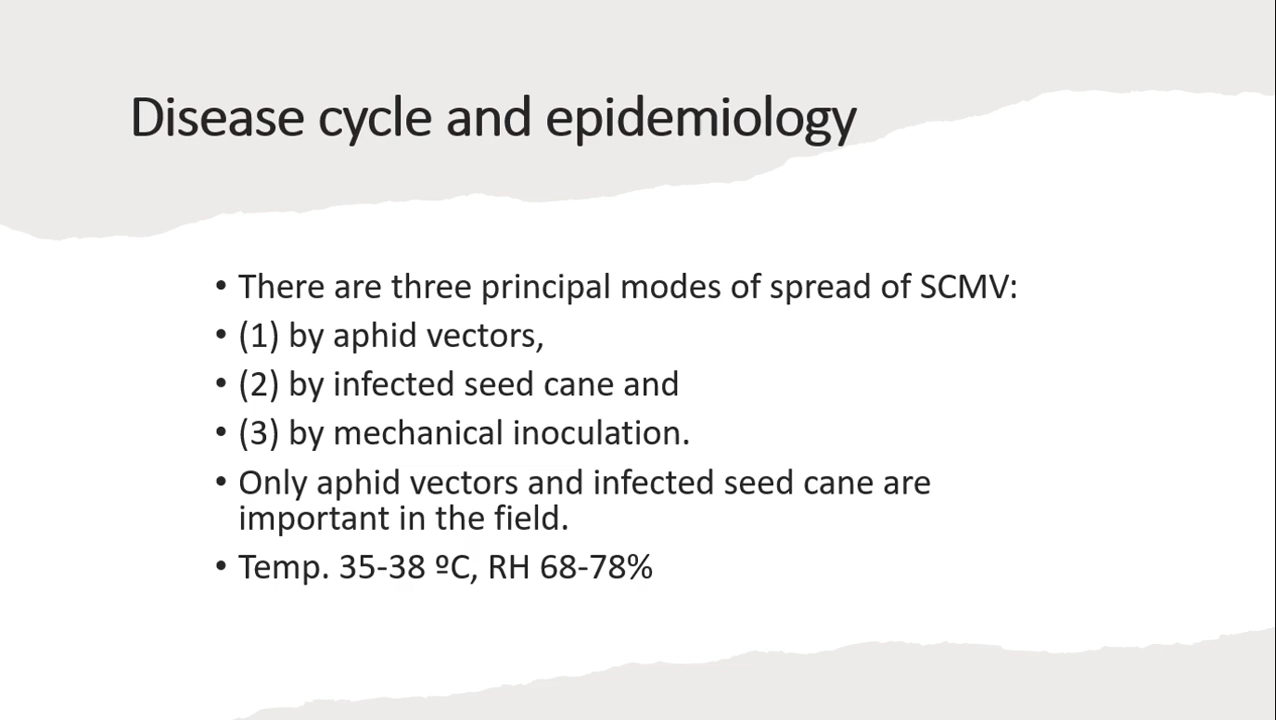 Disease cycle and epidemiology
• There are three principal modes of spread of SCMV:
• (1) by aphid vectors,
• (2) by infected seed cane and
• (3) by mechanical inoculation.
• Only aphid vectors and infected seed cane are
important in the field.
• Temp. 35-38 ºC, RH 68-78%